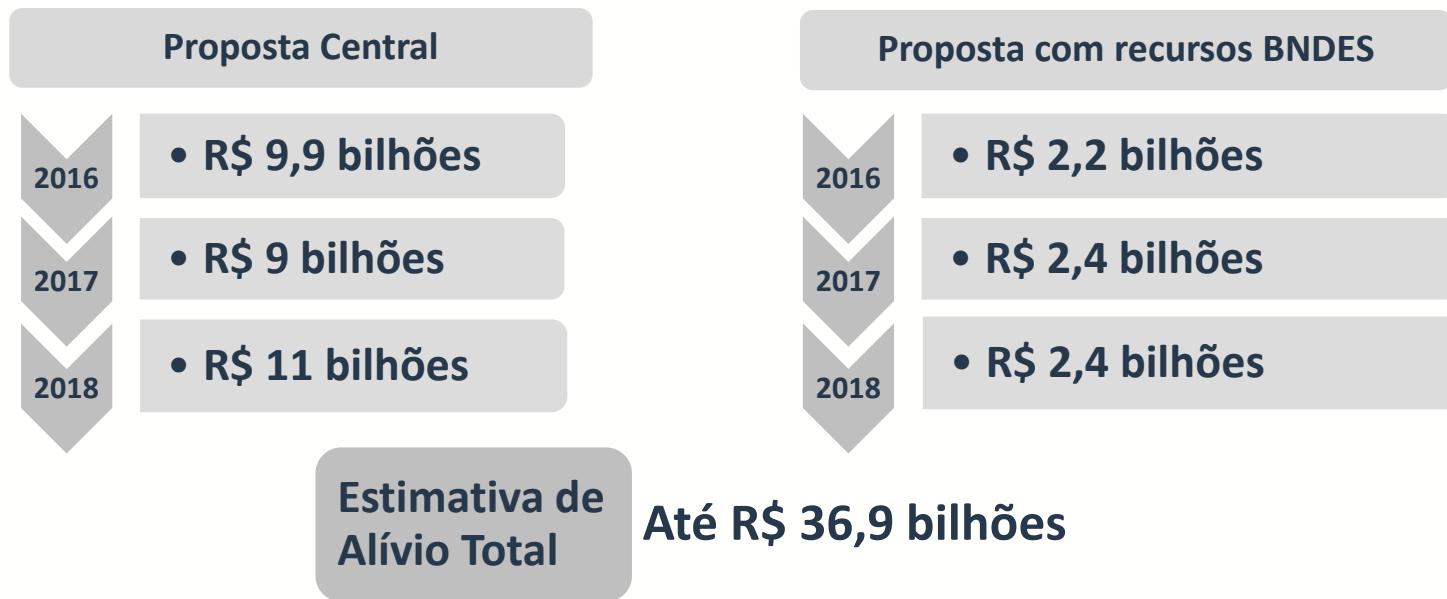 Proposta Central
2016
• R$ 9,9 bilhões
2017
• R$ 9 bilhões
2018
• R$ 11 bilhões
Proposta com recursos BNDES
2016
• R$ 2,2 bilhões
2017
• R$ 2,4 bilhões
2018
• R$ 2,4 bilhões
Estimativa de
Alívio Total
Até R$ 36,9 bilhões